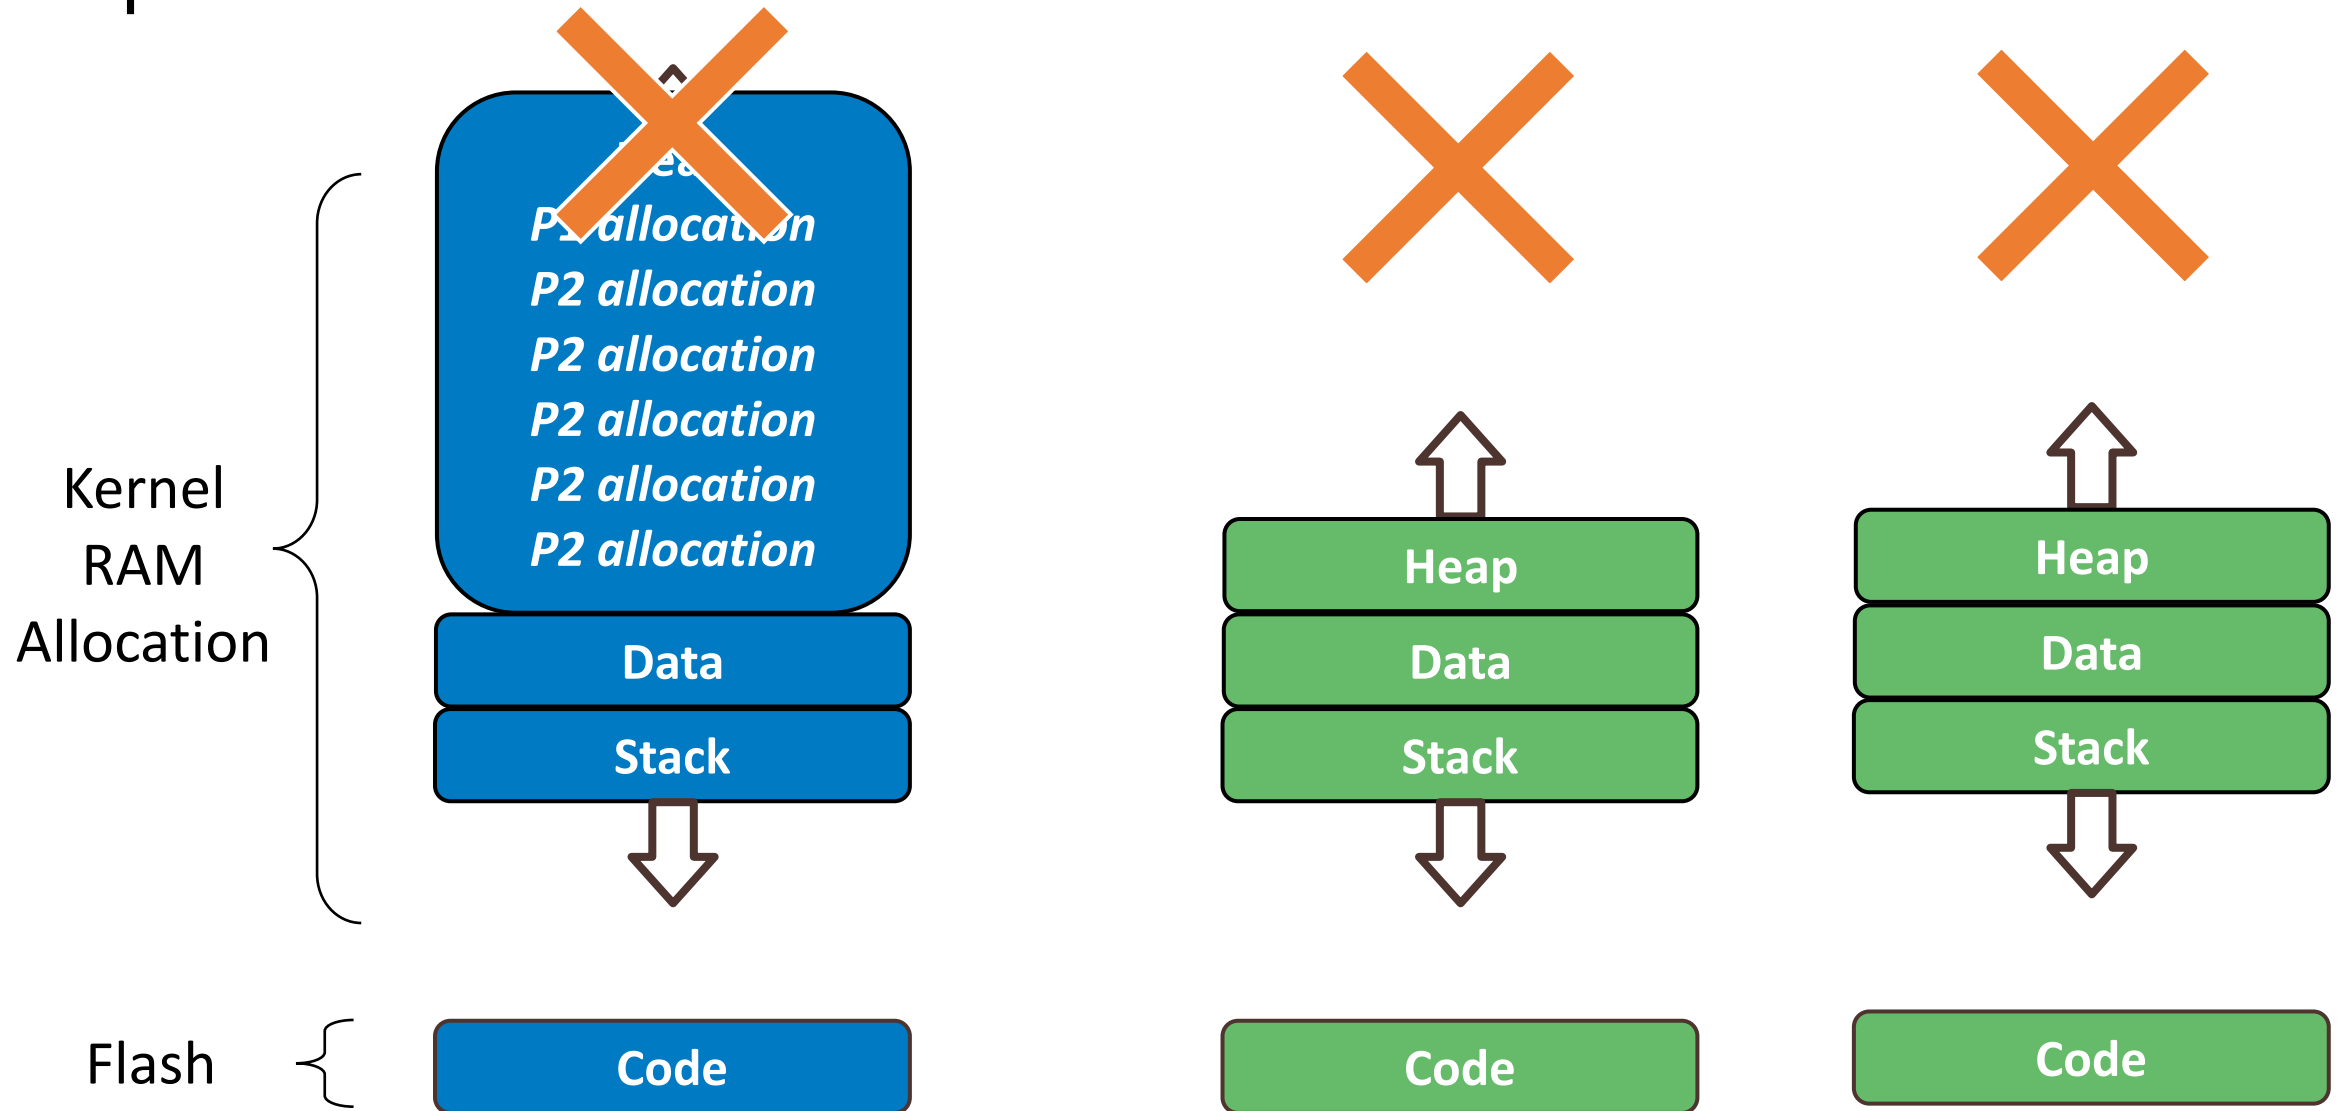 Kernel
RAM
Allocation
allocation
P2 allocation
P2 allocation
P2 allocation
P2 allocation
P2 allocation
Data
Stack
Heap
Data
Stack
Heap
Data
Stack
Flash
Code
Code
Code